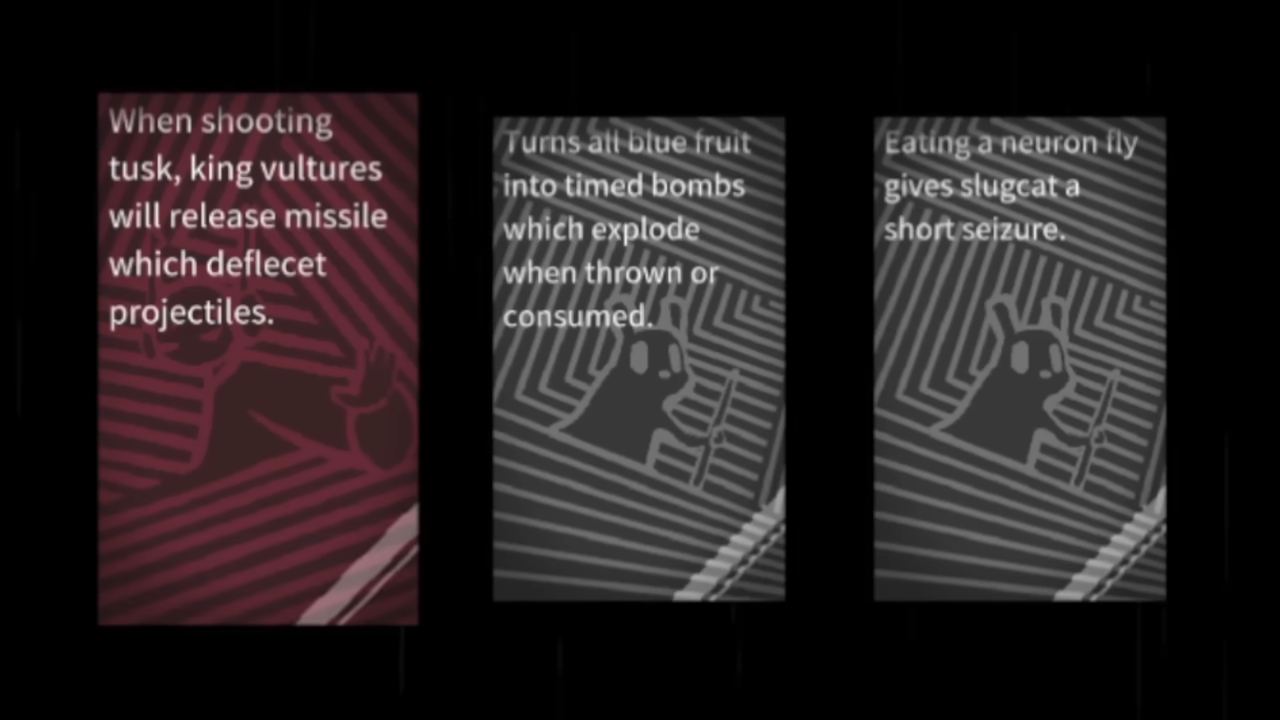 When shooting
tusk, king vultures
will release missile
which deflecet
projectiles.
Turns all blue fruit
into timed bombs
which explode
when thrown or
consumed.
Eating a neuron fly
gives slugcat a
short seizure.